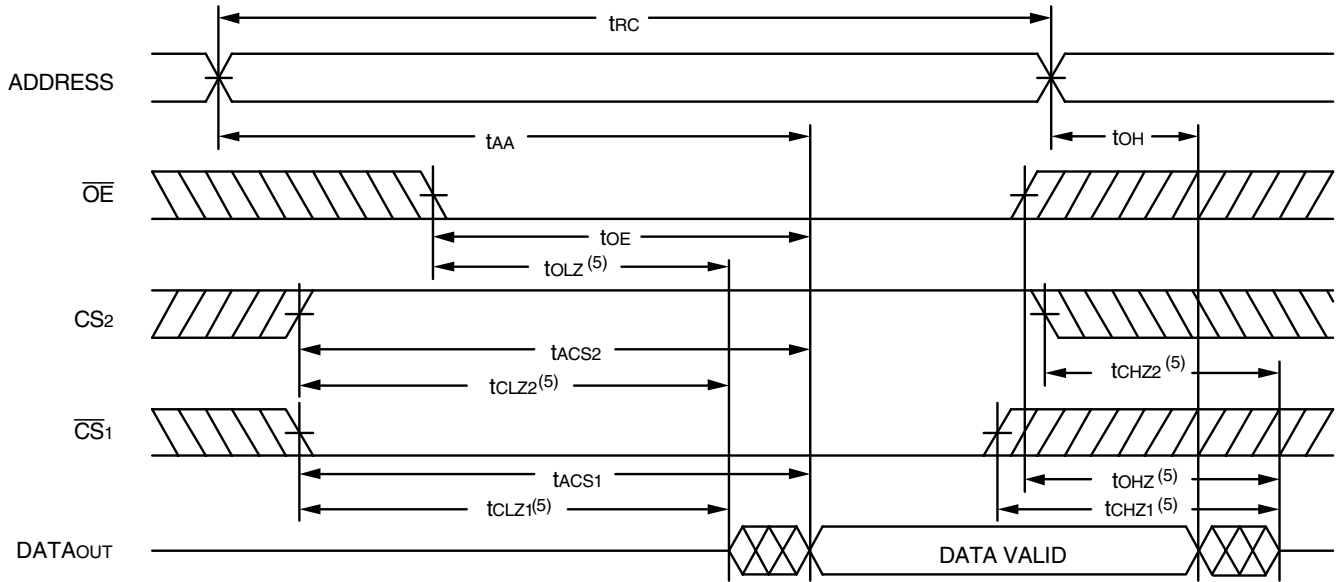 tRC
ADDRESS
tAA
tOH
OE
tOE
tOLZ (5)
CS2
tACS2
tCLZ2(5)
tCHZ2(5)
CS1
tACS1
tOHZ(5)
tCLZ1(5)
tCHZ1(5)
DATAOUT
DATA VALID